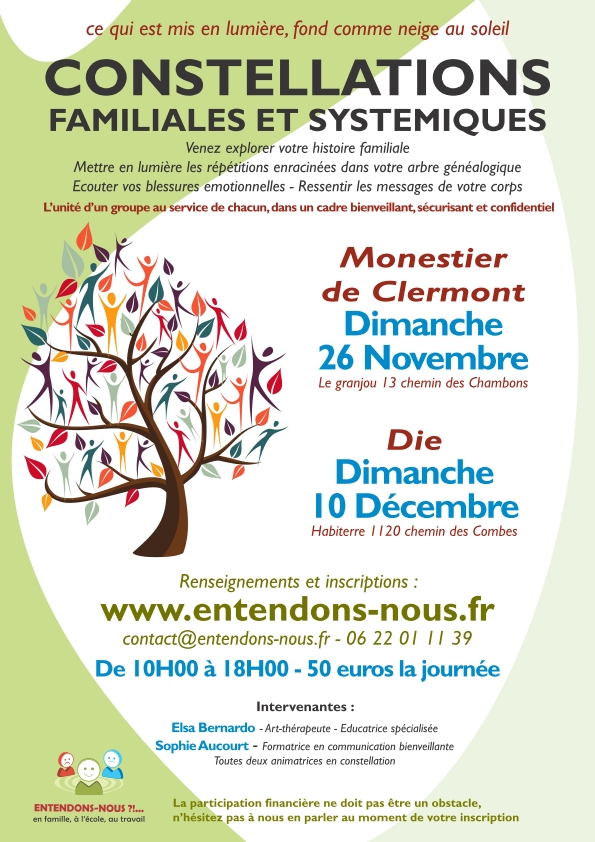 ce qui est mis en lumière, fond comme neige au soleil
CONSTELLATIONS
FAMILIALES ET SYSTEMIQUES
Venez explorer votre histoire familiale
Mettre en lumière les répétitions enracinées dans votre arbre généalogique
Ecouter vos blessures emotionnelles - Ressentir les messages de votre corps
L'unité d'un groupe au service de chacun, dans un cadre bienveillant, sécurisant et confidentiel
Monestier
de Clermont
Dimanche
26 Novembre
Le granjou 13 chemin des Chambons
Die
Dimanche
10 Décembre
Habiterre 1120 chemin des Combes
Renseignements et inscriptions :
www.entendons-nous.fr
contact@entendons-nous.fr - 06 22 01 11 39
De 10H00 à 18H00 - 50 euros la journée
Intervenantes :
Elsa Bernardo - Art-thérapeute - Educatrice spécialisée
Sophie Aucourt - Formatrice en communication bienveillante
Toutes deux animatrices en constellation
ENTENDONS-NOUS ?!...
en famille, à l'école, au travail
La participation financière ne doit pas être un obstacle,
n'hésitez pas à nous en parler au moment de votre inscription